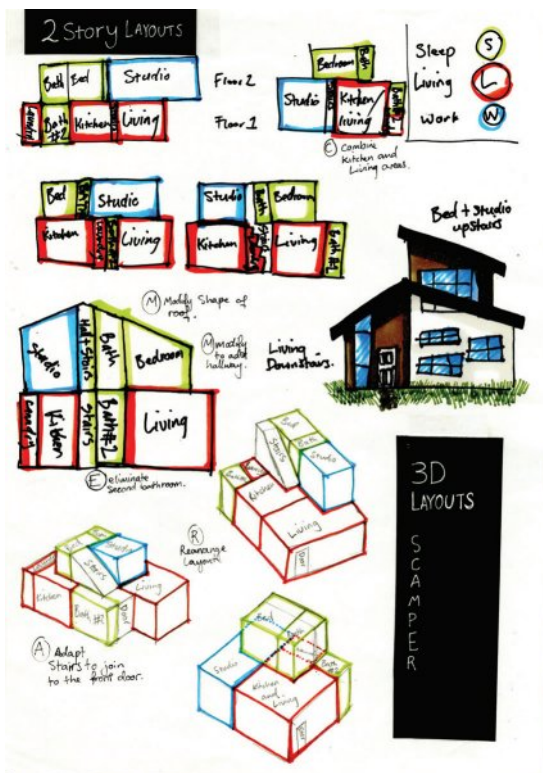 2 Story LAYOUTS
Bath Bed Studio Floor 2
Bath #2 Kitchen Living Floor 1
Bedroom Bath
Studio Kitchen Living
C Combine
Kitchen and
Living areas.
Sleep S
Living L
Work W
Bed Studio
Kitchen Living
Studio Bath Bedroom
Kitchen Living Bath #2
Bed + Studio
upstairs
M Modify Shape of
roof.
M modify
to add
hallway.
Living
Downstairs.
Studio Hall + Stairs Bath Bedroom
Laundry Kitchen Stairs Bath #2 Living
E eliminate
second bathroom.
Bed
Stairs Bath Studio
Kitchen
Living
Door
R
Rearrange
Layout
Bed Studio
Stairs
Kitchen Living
Bath #2 Door
A Adapt
Stairs to join
to the front door.
Bed
Studio
Kitchen
and
Living
Door
3D
LAYOUTS
S
C
A
M
P
E
R